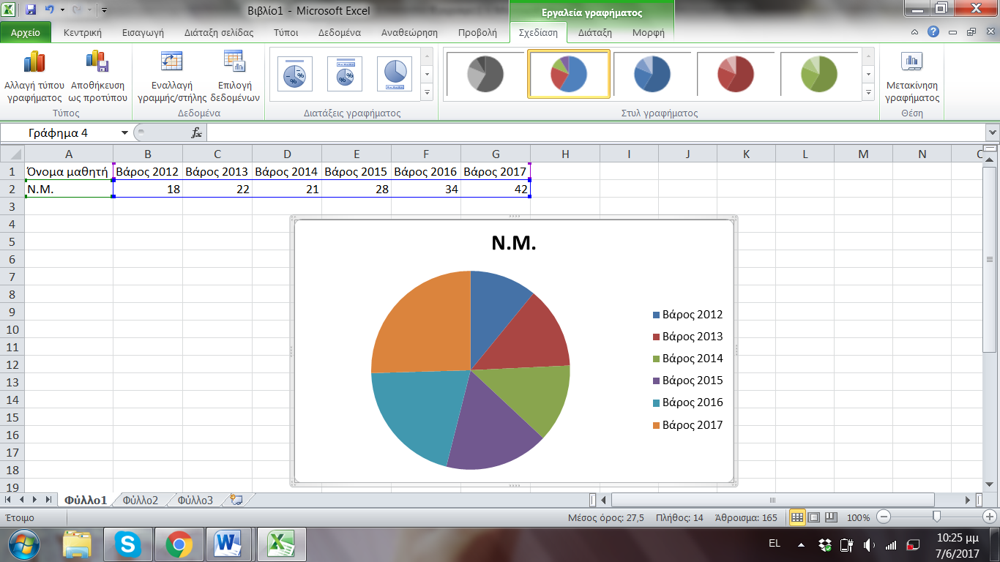 Βιβλίο1 - Microsoft Excel
Εργαλεία γραφήματος
Αρχείο Κεντρική Εισαγωγή Διάταξη σελίδας Τύποι Δεδομένα Αναθεώρηση Προβολή Σχεδίαση Διάταξη Μορφή
Αλλαγή τύπου γραφήματος
Αποθήκευση ως προτύπου
Εναλλαγή γραμμής/στήλης
Επιλογή δεδομένων
Μετακίνηση γραφήματος
Τύπος Δεδομένα Διατάξεις γραφήματος Στυλ γραφήματος Θέση
Γράφημα 4 fx
A B C D E F G H I J K L M N
1 Όνομα μαθητή Βάρος 2012 Βάρος 2013 Βάρος 2014 Βάρος 2015 Βάρος 2016 Βάρος 2017
2 Ν.Μ. 18 22 21 28 34 42
3
4
5
6
7
8
9
10
11
12
13
14
15
16
17
18
19
Ν.Μ.
Βάρος 2012
Βάρος 2013
Βάρος 2014
Βάρος 2015
Βάρος 2016
Βάρος 2017
Φύλλο1 Φύλλο2 Φύλλο3
Έτοιμο Μέσος όρος: 27,5 Πλήθος: 14 Άθροισμα: 165 100%
EL 10:25 μμ
7/6/2017